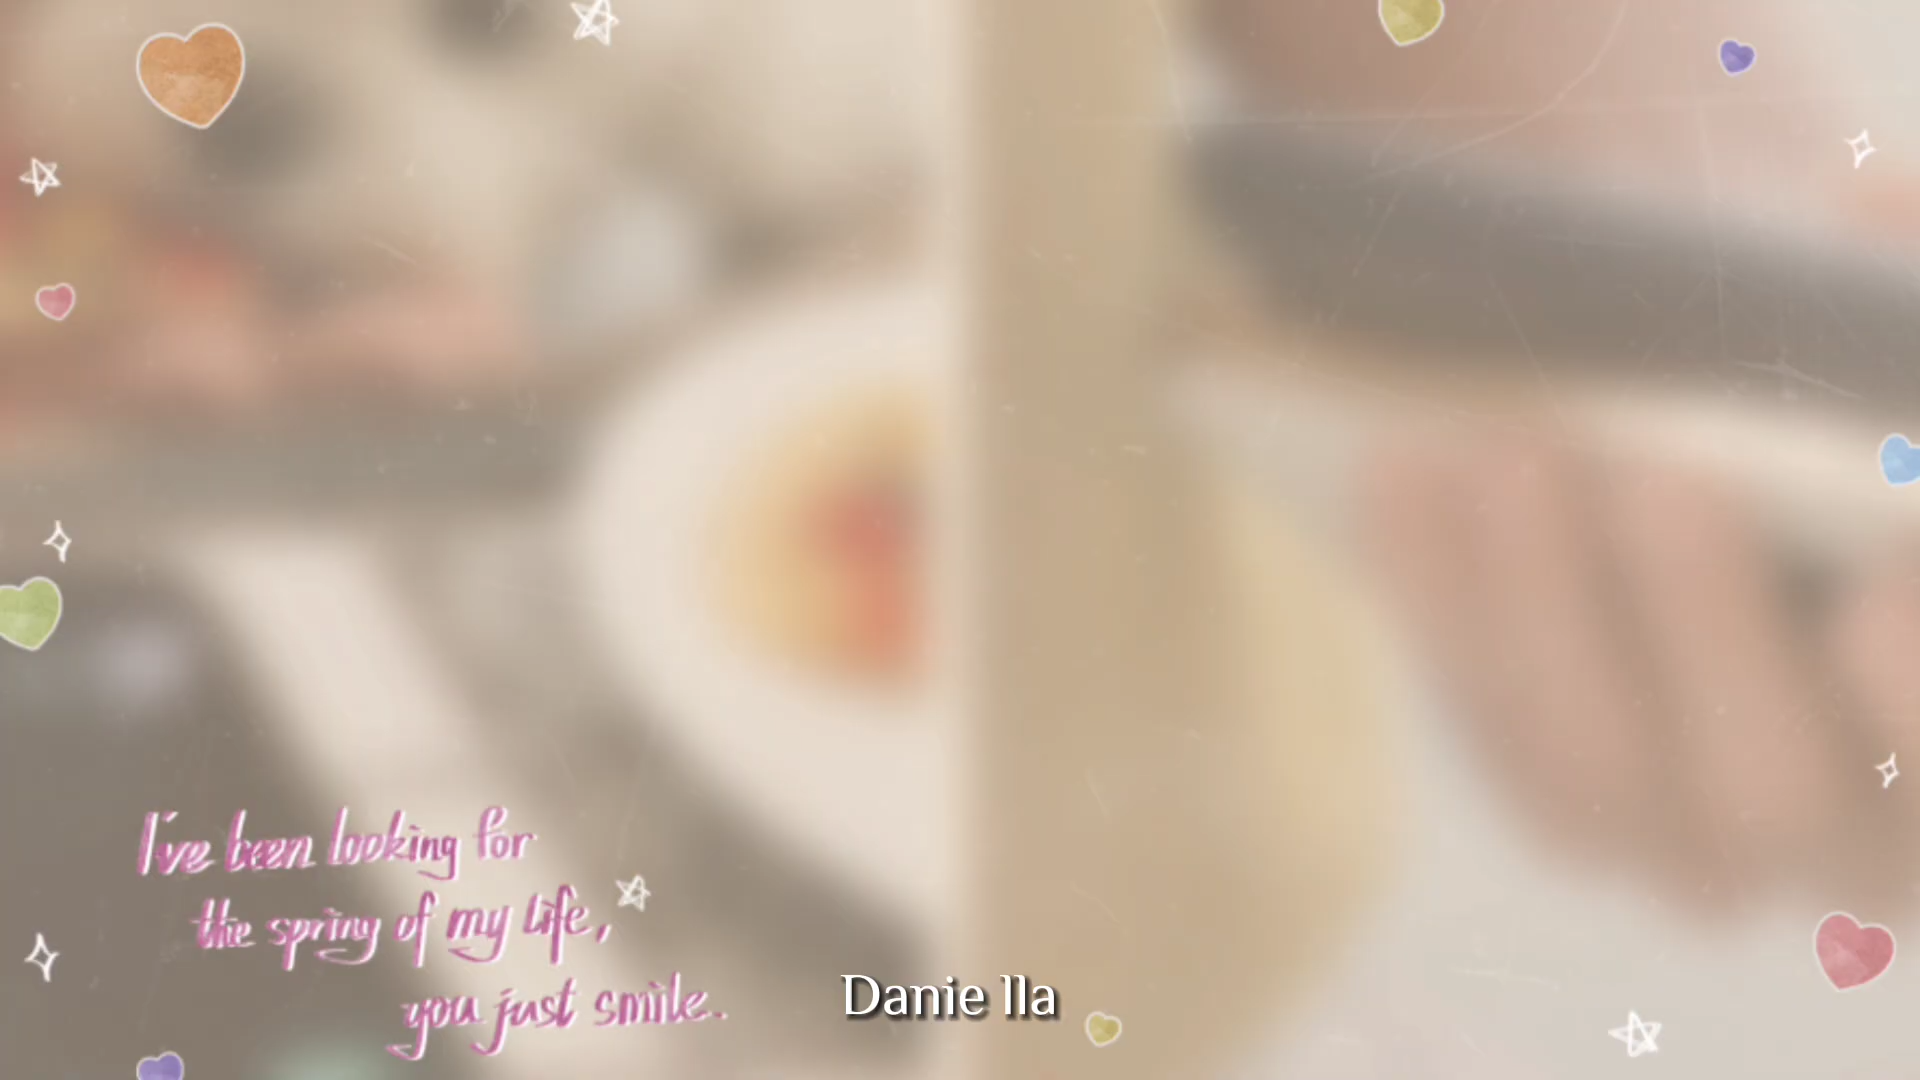 I've been looking for
the spring of my life,
you just smile.
Danie lla